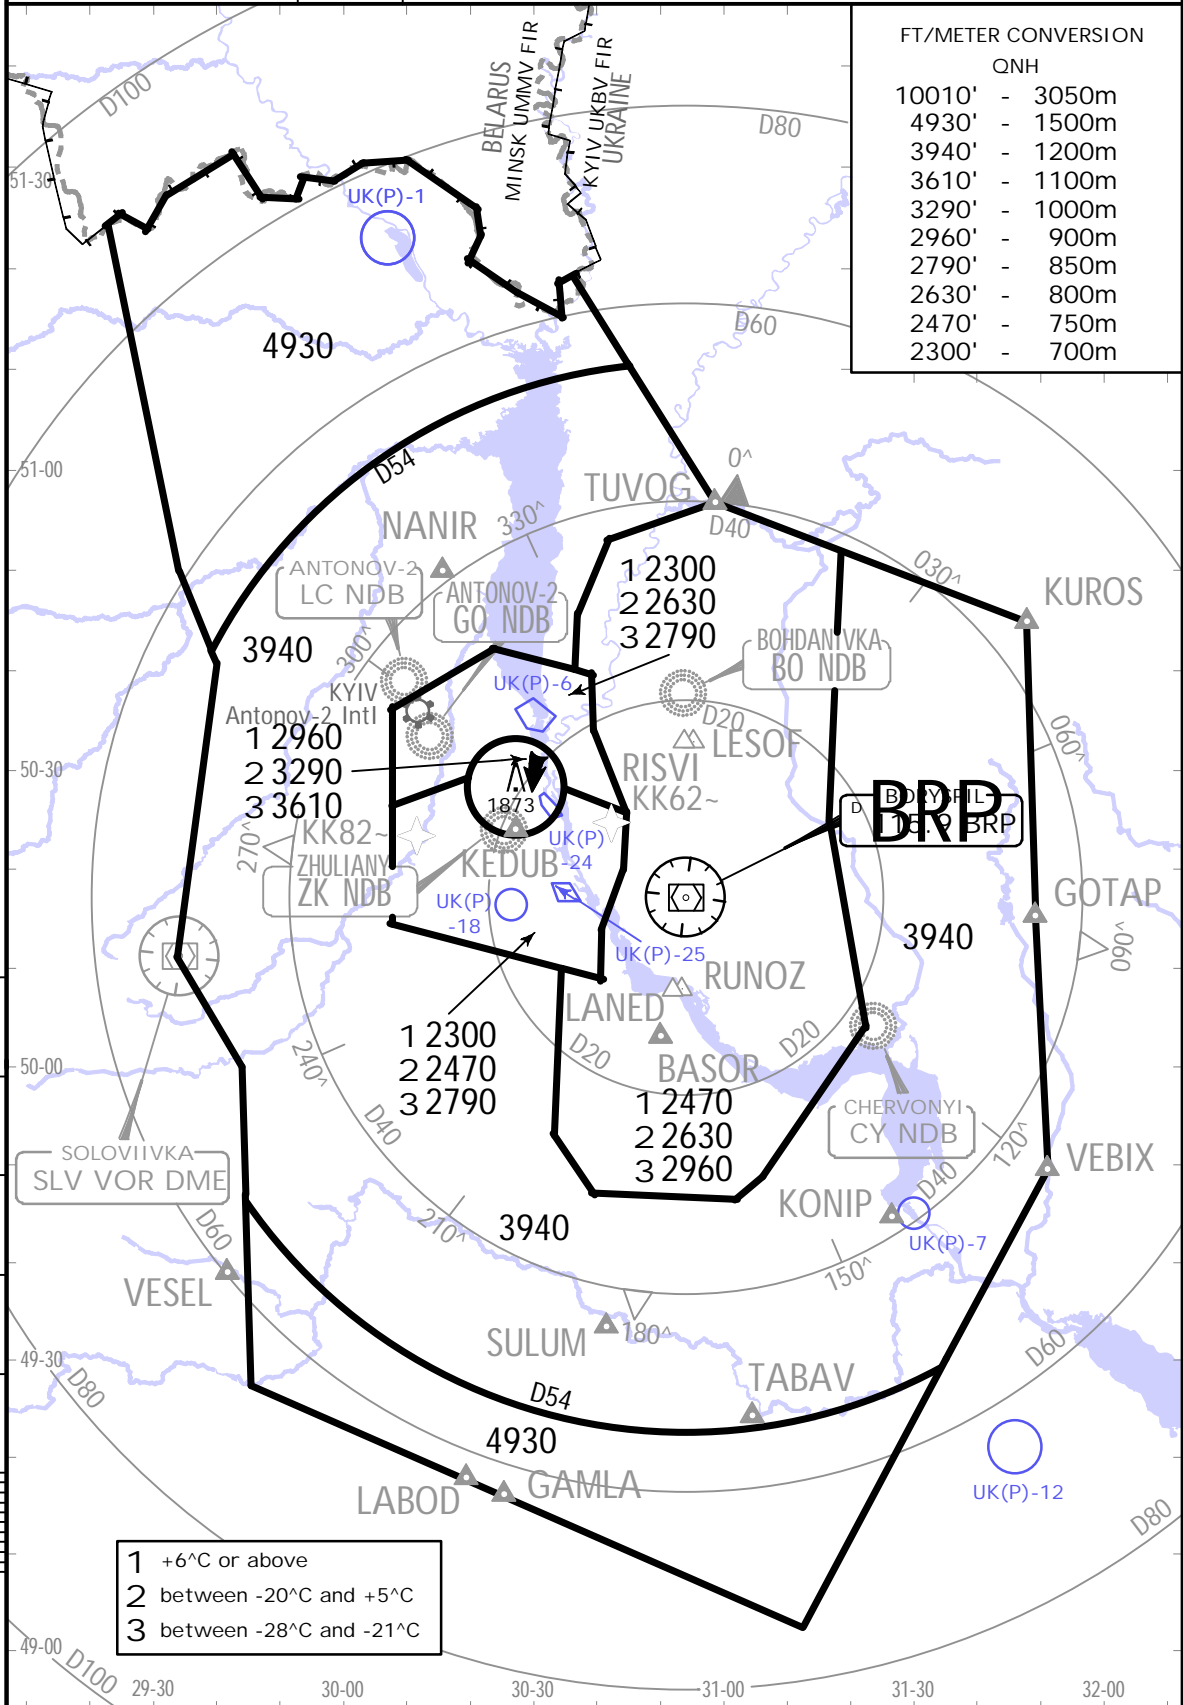 FT/METER CONVERSION
QNH
10010' - 3050m
4930' - 1500m
3940' - 1200m
3610' - 1100m
3290' - 1000m
2960' - 900m
2790' - 850m
2630' - 800m
2470' - 750m
2300' - 700m
D100
BELARUS
MINSK UMMV FIR
KYIV UKBV FIR
UKRAINE
D80
51-30
UK(P)-1
D60
4930
51-00
D54
TUVOG
0^
D40
NANIR
330^
030^
ANTONOV-2
LC NDB
ANTONOV-2
GO NDB
1 2300
2 2630
3 2790
KUROS
3940
300^
BOHDANIVKA
BO NDB
UK(P)-6
KYIV
Antonov-2 Intl
D20
LESOF
060^
1 2960
2 3290
3 3610
50-30
RISVI
KK62~
1873
BRP
D
BORYSPIL
115.9 BRP
KK82~
270^
UK(P)
-24
ZHULIANY
ZK NDB
KEDUB
UK(P)
-18
GOTAP
3940
090^
UK(P)-25
RUNOZ
LANED
1 2300
2 2470
3 2790
D20
D20
240^
50-00
BASOR
1 2470
2 2630
3 2960
D40
CHERVONYI
CY NDB
120^
SOLOVIIVKA
SLV VOR DME
VEBIX
D40
KONIP
D60
210^
3940
UK(P)-7
150^
VESEL
SULUM
180^
D60
49-30
D80
TABAV
D54
4930
LABOD
GAMLA
UK(P)-12
D80
1 +6^C or above
2 between -20^C and +5^C
3 between -28^C and -21^C
49-00
D100
29-30
30-00
30-30
31-00
31-30
32-00